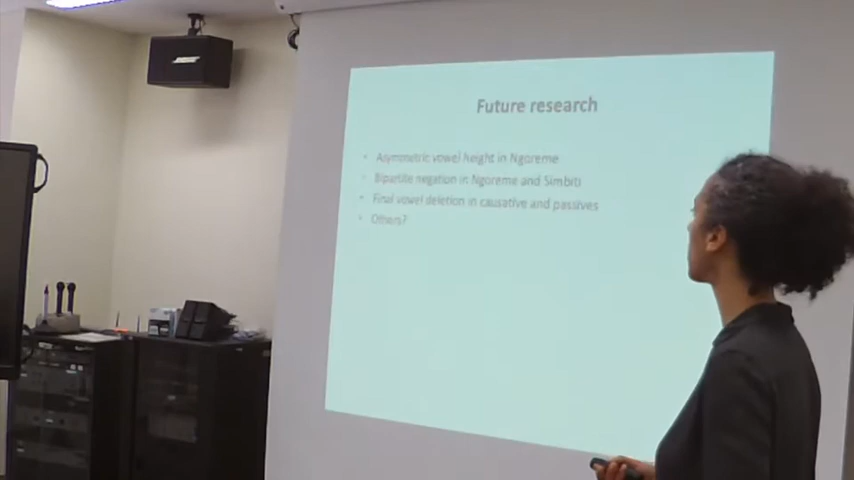 BOSE
Future research
• Asymmetric vowel height in Ngoreme
• Bipartite negation in Ngoreme and Simbiti
• Final vowel deletion in causative and passives
• Others?